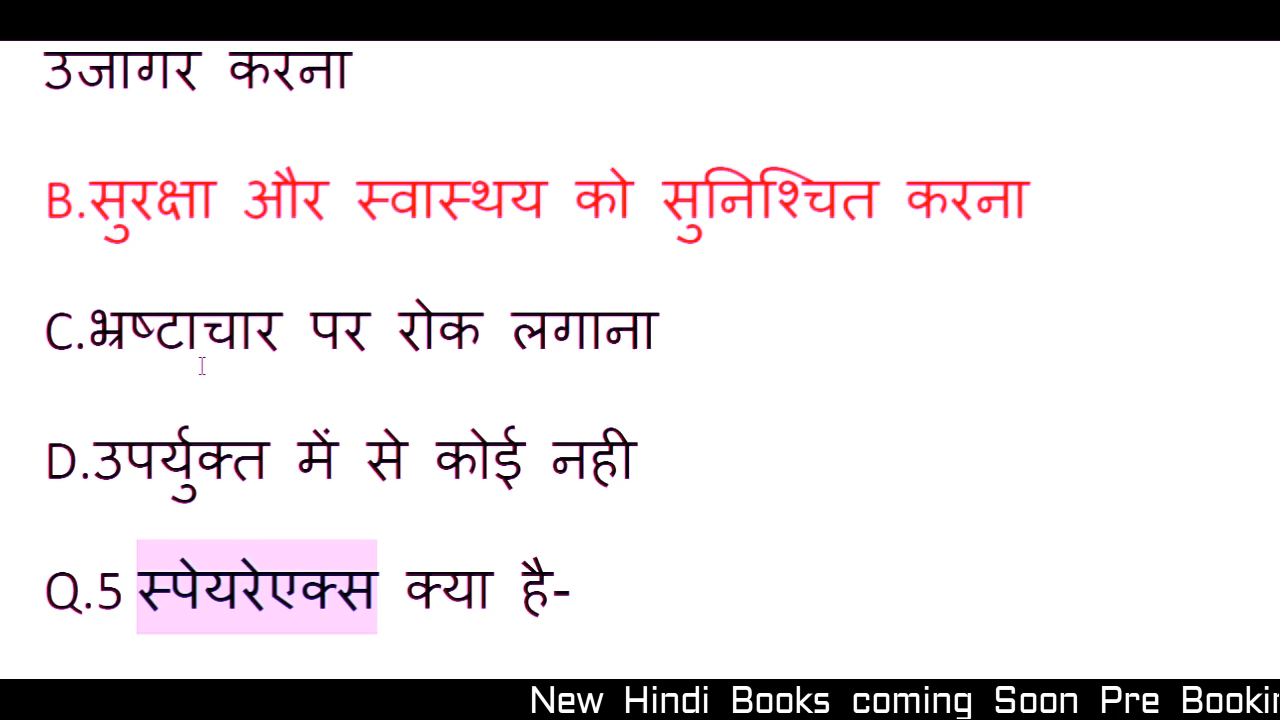 उजागर करना
B.सुरक्षा और स्वास्थय को सुनिश्चित करना
C.भ्रष्टाचार पर रोक लगाना
D.उपर्युक्त में से कोई नही
Q.5 स्पेयरेएक्स क्या है-
New Hindi Books coming Soon Pre Bookin